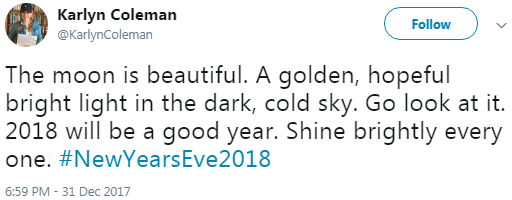 Karlyn Coleman
@KarlynColeman
Follow
The moon is beautiful. A golden, hopeful
bright light in the dark, cold sky. Go look at it.
2018 will be a good year. Shine brightly every
one. #NewYearsEve2018
6:59 PM - 31 Dec 2017